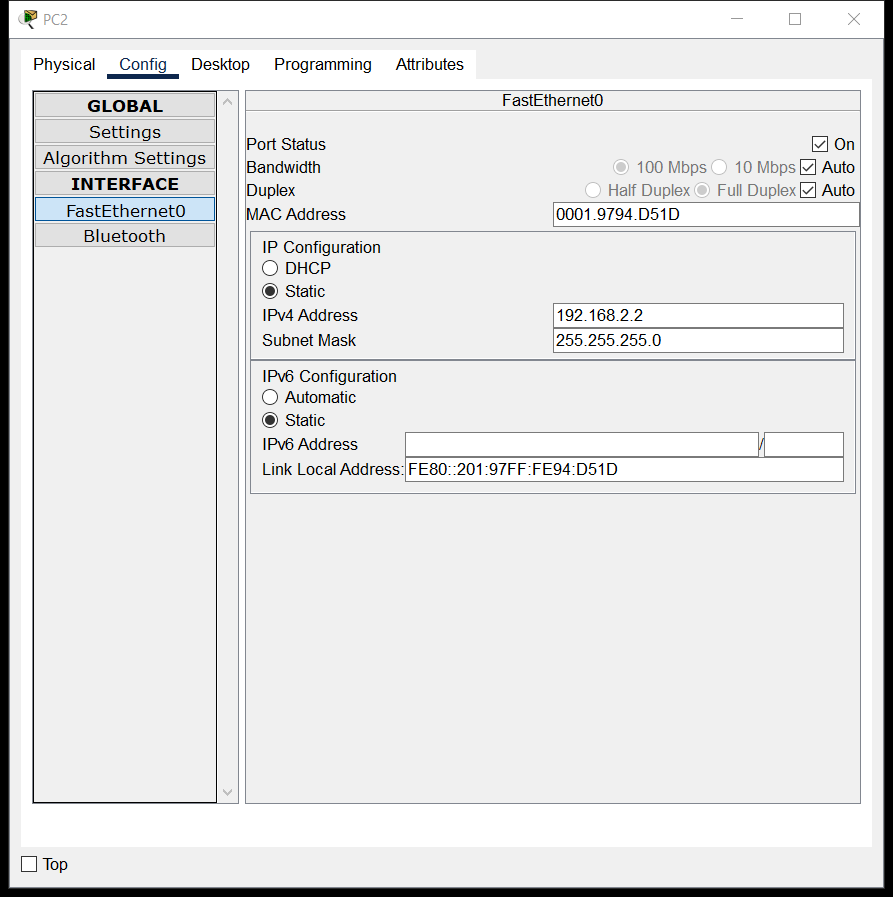 PC2
Physical Config Desktop Programming Attributes
GLOBAL
Settings
Algorithm Settings
INTERFACE
FastEthernet0
Bluetooth
FastEthernet0
Port Status On
Bandwidth 100 Mbps 10 Mbps Auto
Duplex Half Duplex Full Duplex Auto
MAC Address 0001.9794.D51D
IP Configuration
DHCP
Static
IPv4 Address 192.168.2.2
Subnet Mask 255.255.255.0
IPv6 Configuration
Automatic
Static
IPv6 Address /
Link Local Address: FE80::201:97FF:FE94:D51D
Top